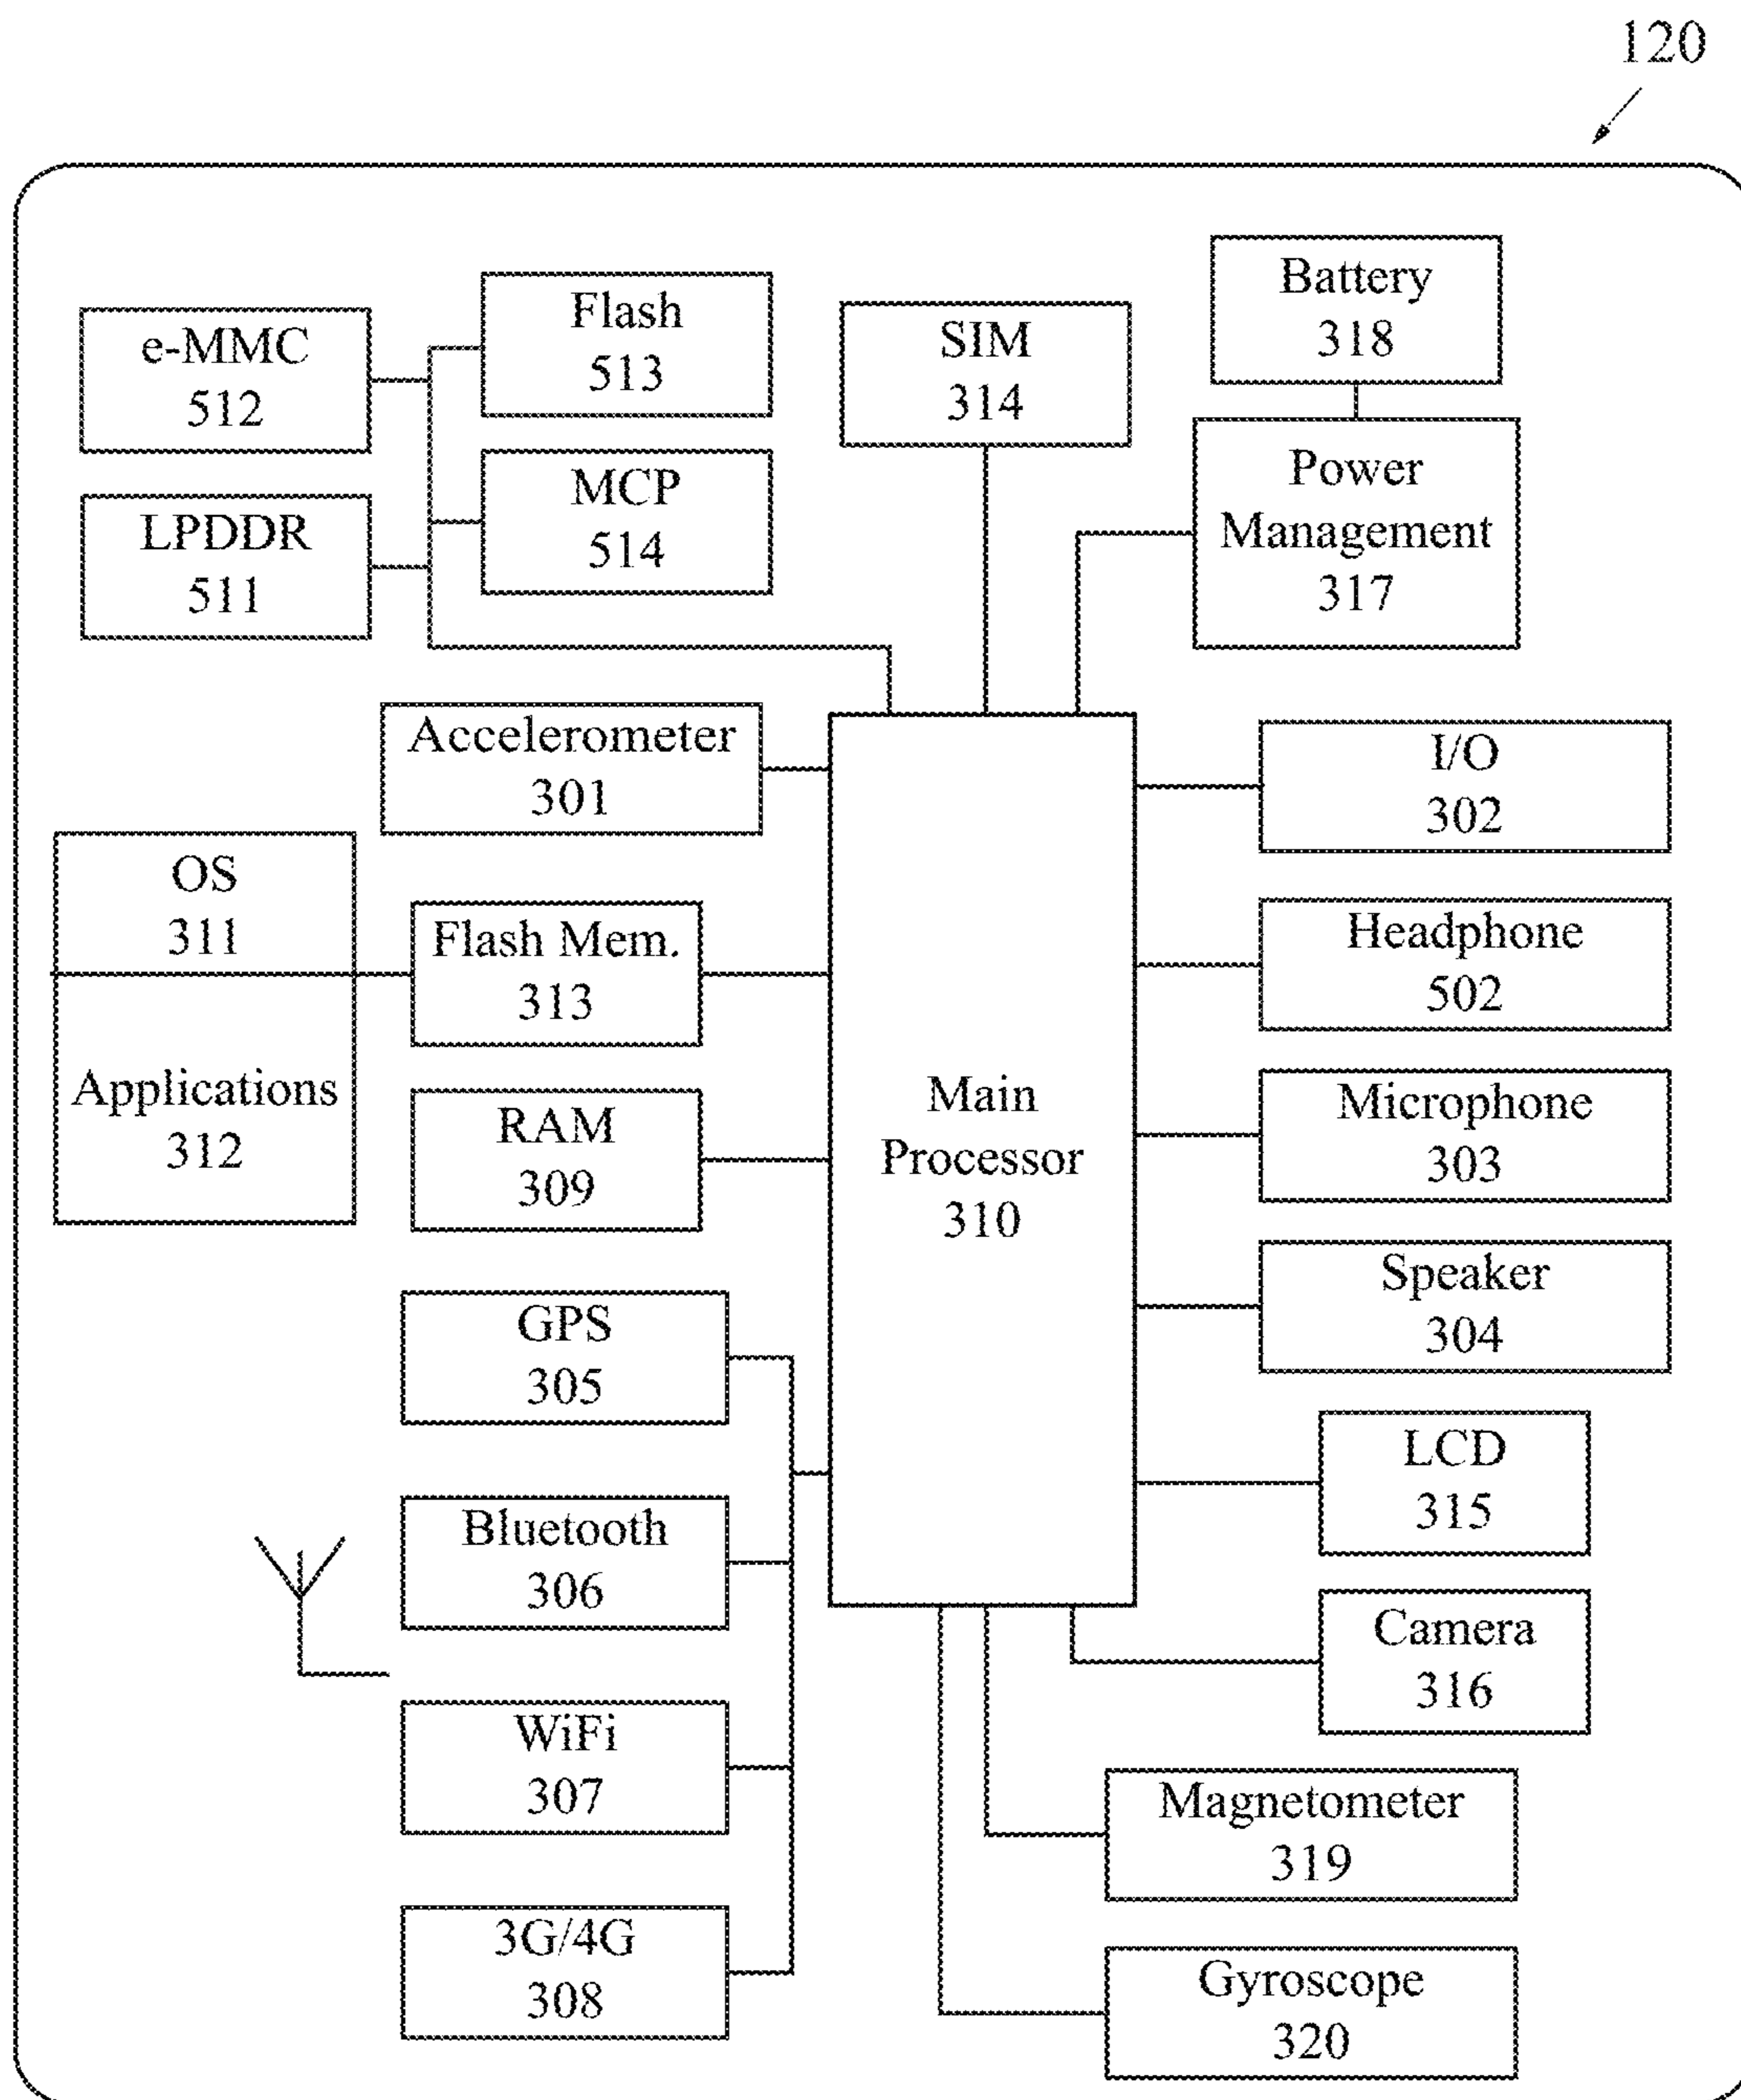 120
Battery
318
Flash
513
SIM
314
e-MMC
512
Power
Management
317
MCP
514
LPDDR
511
Accelerometer
301
I/O
302
OS
311
Flash Mem.
313
Headphone
502
Applications
312
RAM
309
Main
Processor
310
Microphone
303
Speaker
304
GPS
305
LCD
315
Bluetooth
306
Camera
316
WiFi
307
Magnetometer
319
3G/4G
308
Gyroscope
320